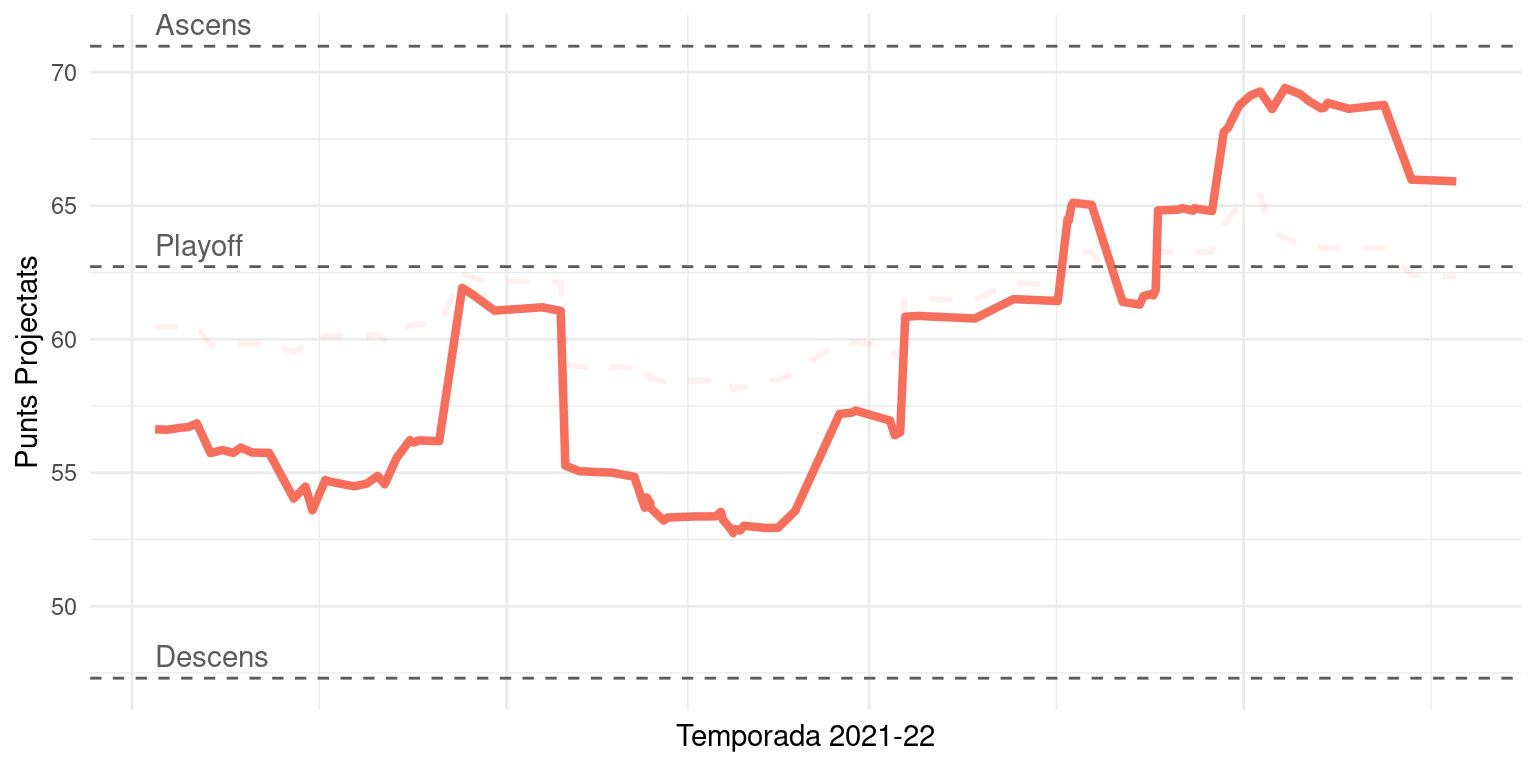 Ascens
70
65
Playoff
60
55
50
Descens
Punts Projectats
Temporada 2021-22